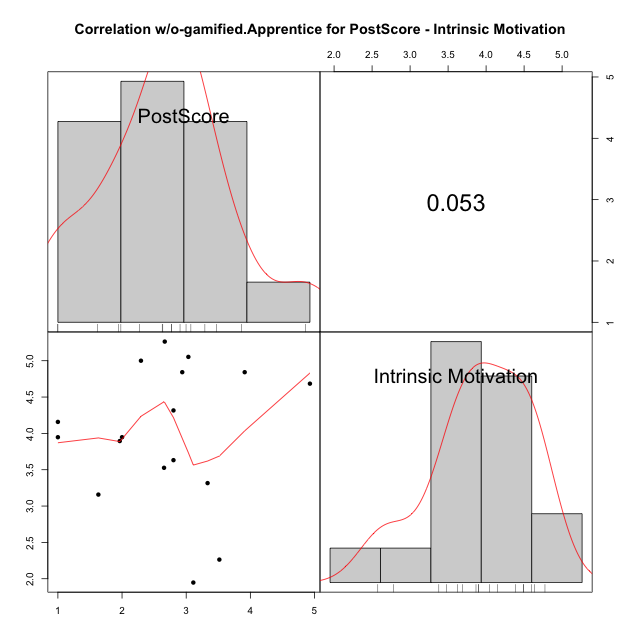 Correlation w/o-gamified.Apprentice for PostScore - Intrinsic Motivation
2.0 2.5 3.0 3.5 4.0 4.5 5.0
PostScore
0.053
5
4
3
2
1
Intrinsic Motivation
5.0
4.5
4.0
3.5
3.0
2.5
2.0
1 2 3 4 5